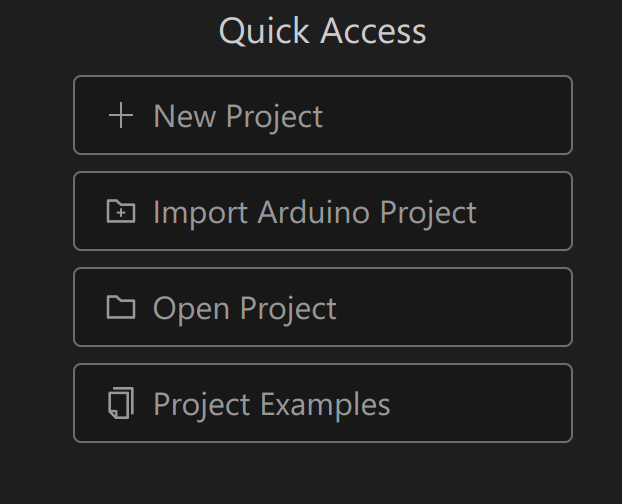 Quick Access
New Project
Import Arduino Project
Open Project
Project Examples